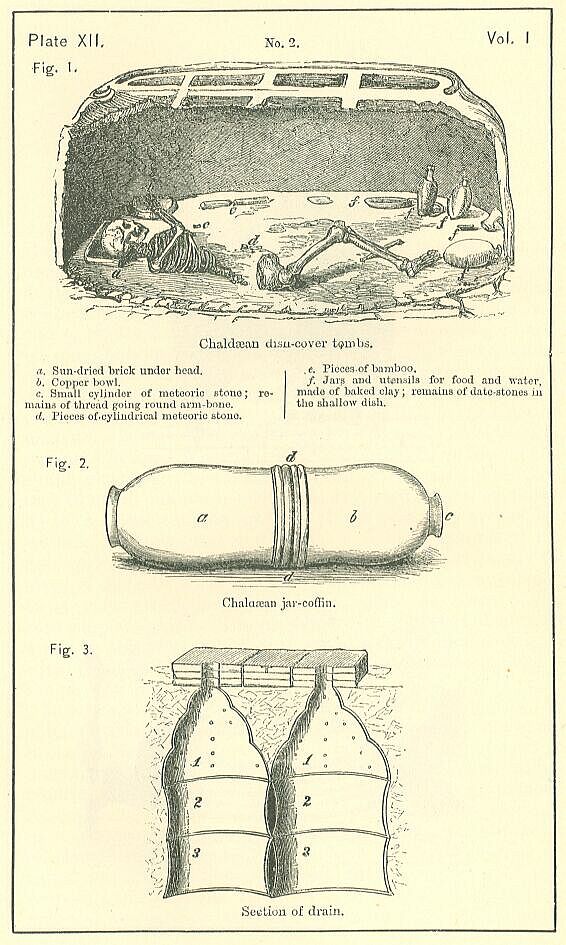 Plate XII. No. 2. Vol. I
Fig. 1.
e
f
f
f
c
d
f
a
Chaldæan dish-cover tombs.
a. Sun-dried brick under head.
b. Copper bowl.
c. Small cylinder of meteoric stone; re-
mains of thread going round arm-bone.
d. Pieces of cylindrical meteoric stone.
e. Pieces of bamboo.
f. Jars and utensils for food and water,
made of baked clay; remains of date-stones in
the shallow dish.
Fig. 2.
d
a b c
d
Chaldæan jar-coffin.
Fig. 3.
1 1
2 2
3 3
Section of drain.